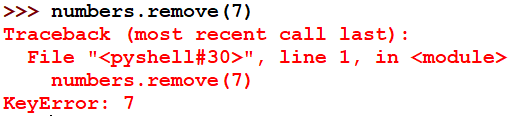 >>> numbers.remove(7)
Traceback (most recent call last):
  File "<pyshell#30>", line 1, in <module>
    numbers.remove(7)
KeyError: 7